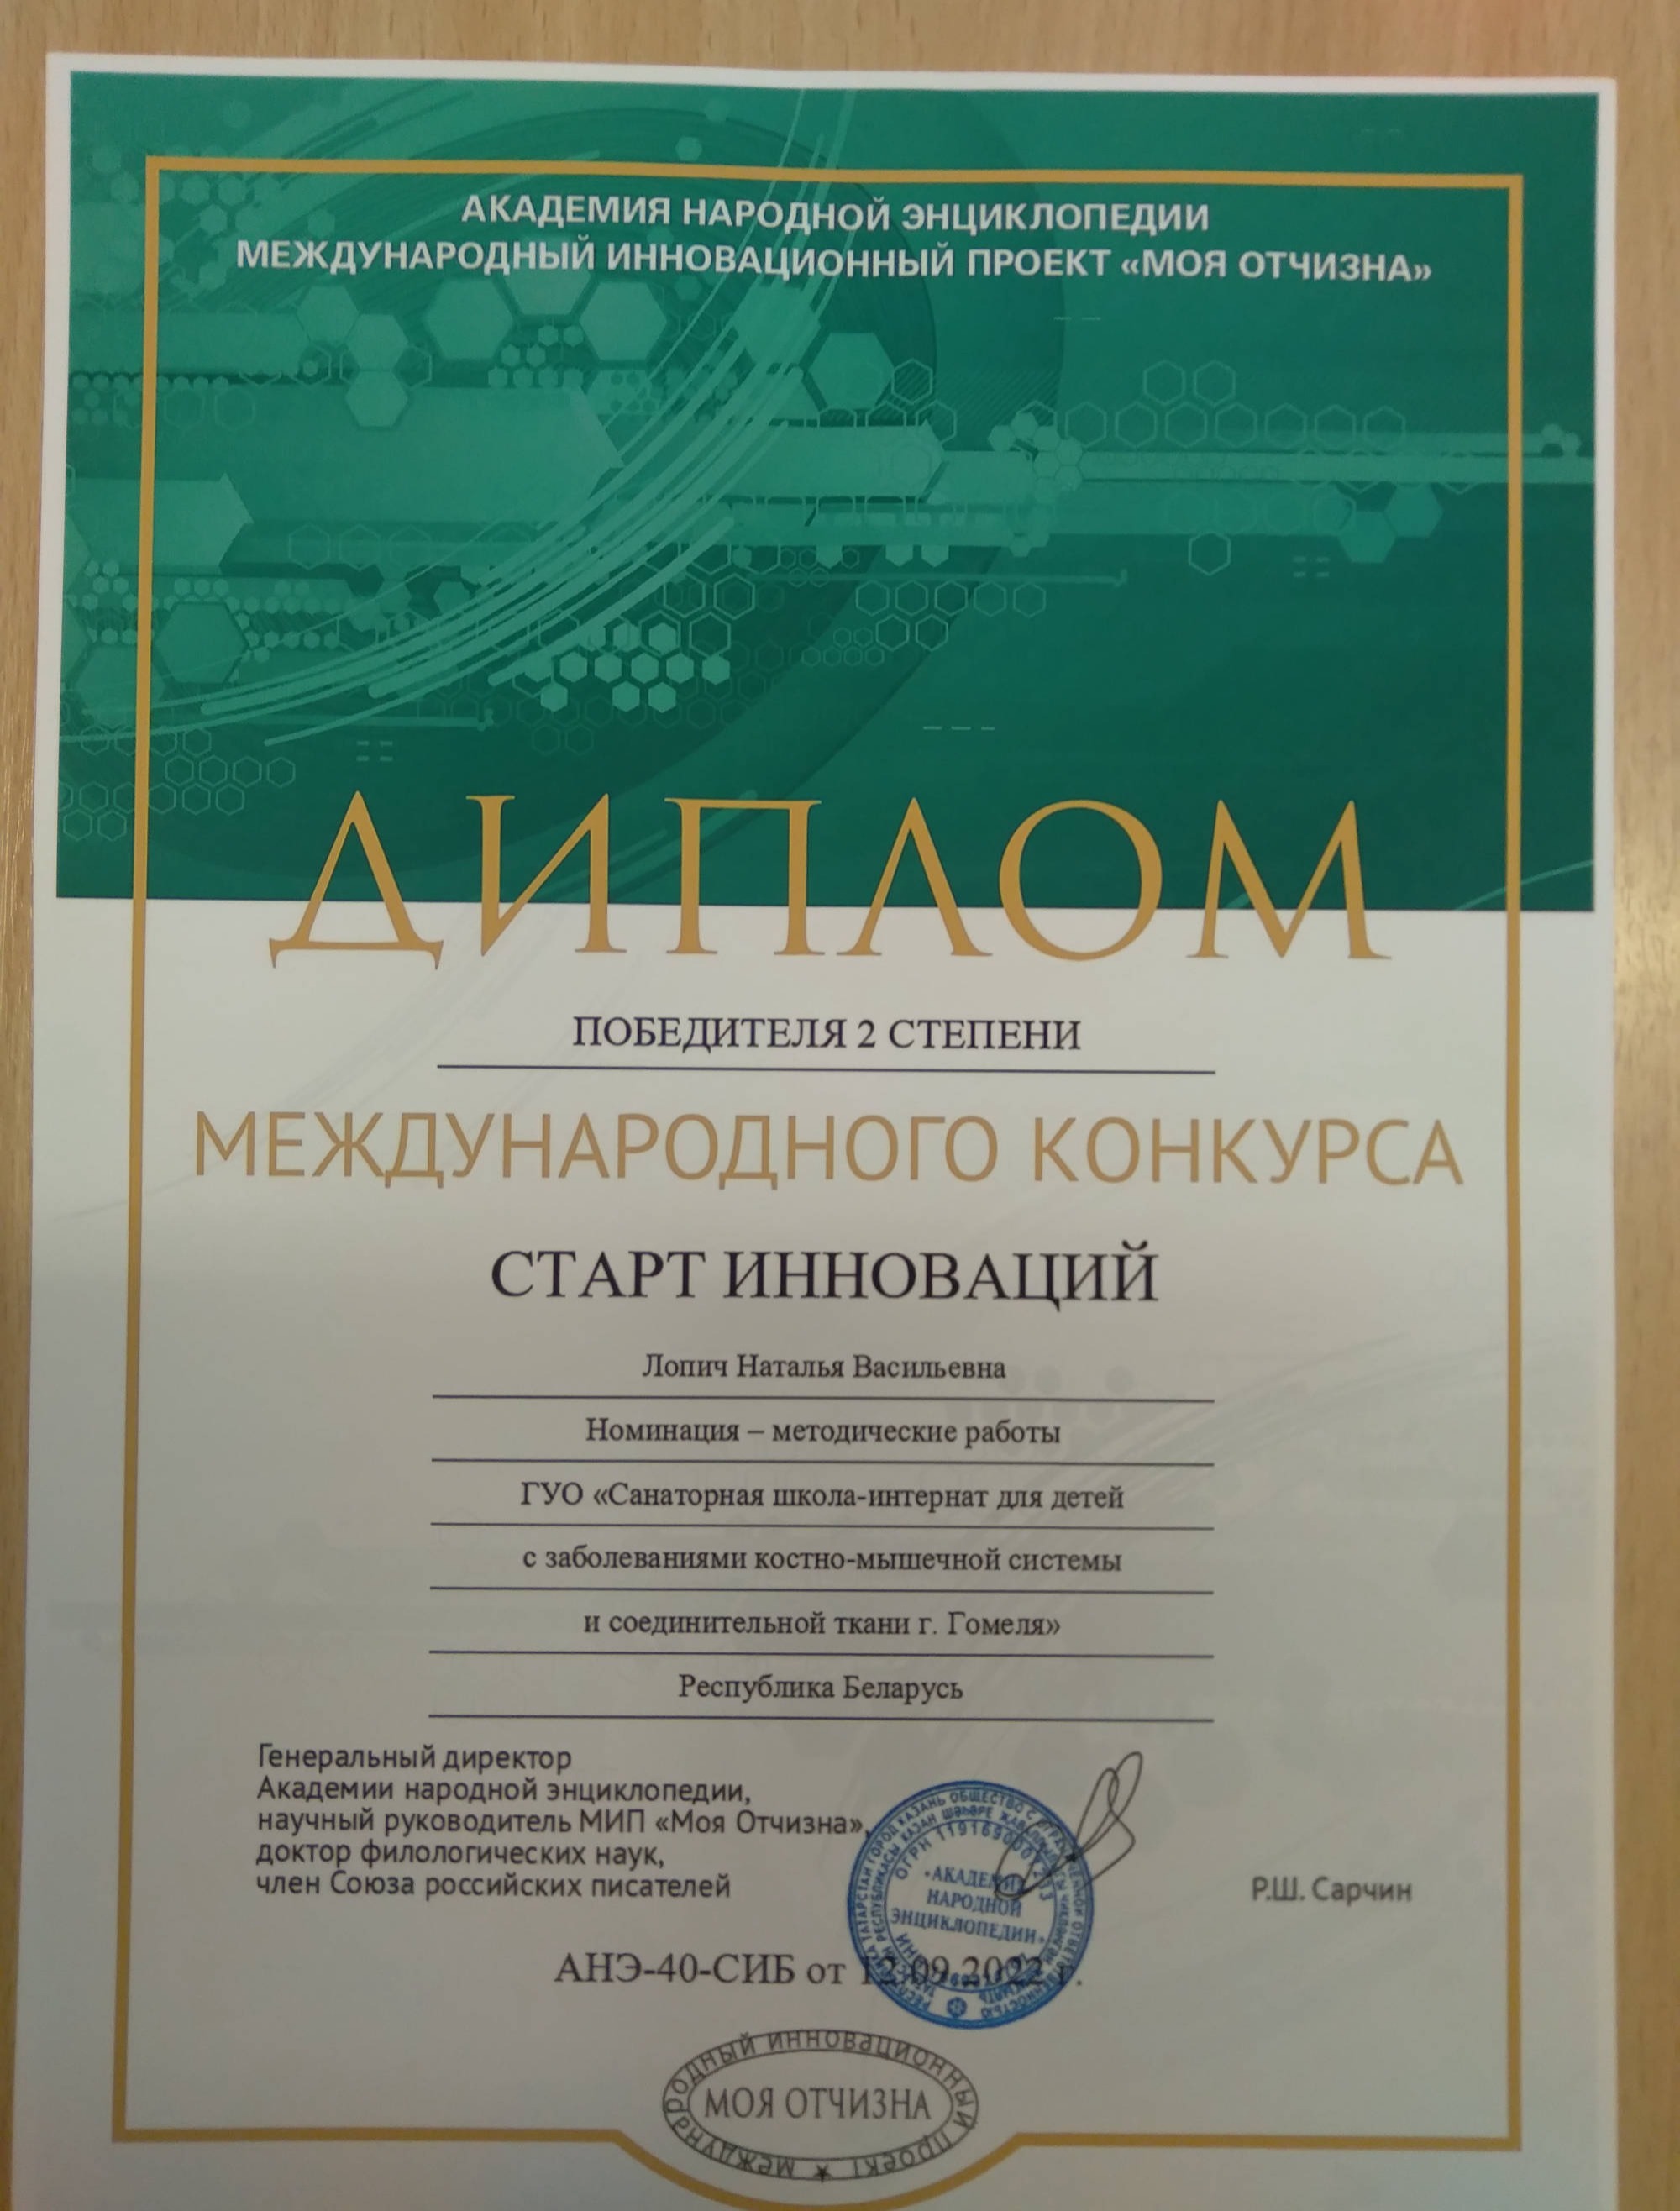 АКАДЕМИЯ НАРОДНОЙ ЭНЦИКЛОПЕДИИ
МЕЖДУНАРОДНЫЙ ИННОВАЦИОННЫЙ ПРОЕКТ «МОЯ ОТЧИЗНА»
ДИПЛОМ
ПОБЕДИТЕЛЯ 2 СТЕПЕНИ
МЕЖДУНАРОДНОГО КОНКУРСА
СТАРТ ИННОВАЦИЙ
Лопич Наталья Васильевна
Номинация – методические работы
ГУО «Санаторная школа-интернат для детей
с заболеваниями костно-мышечной системы
и соединительной ткани г. Гомеля»
Республика Беларусь
Генеральный директор
Академии народной энциклопедии,
научный руководитель МИП «Моя Отчизна»,
доктор филологических наук,
член Союза российских писателей
Р.Ш. Сарчин
•АКАДЕМИЯ
НАРОДНОЙ
ЭНЦИКЛОПЕДИИ•
АНЭ-40-СИБ от 12.09.2022 г.
МЕЖДУНАРОДНЫЙ ИННОВАЦИОННЫЙ ПРОЕКТ
МОЯ ОТЧИЗНА